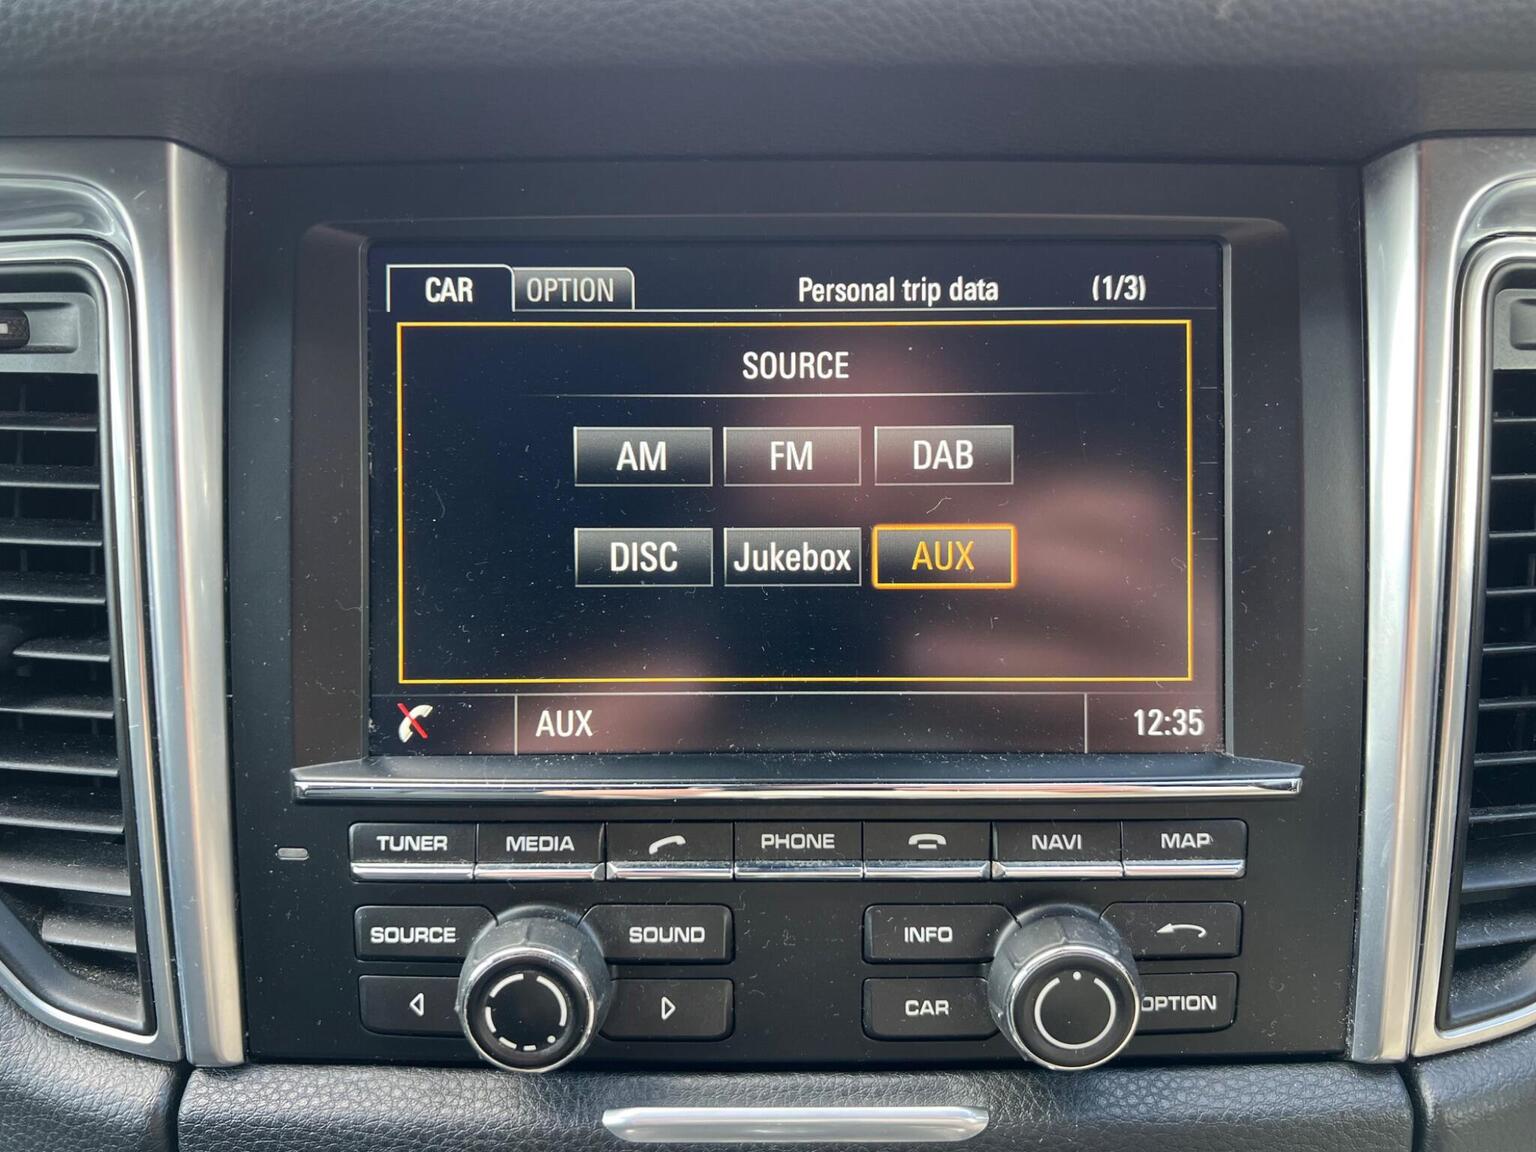 CAR OPTION Personal trip data (1/3)
SOURCE
AM FM DAB
DISC Jukebox AUX
AUX 12:35
TUNER MEDIA PHONE NAVI MAP
SOURCE SOUND INFO
CAR OPTION